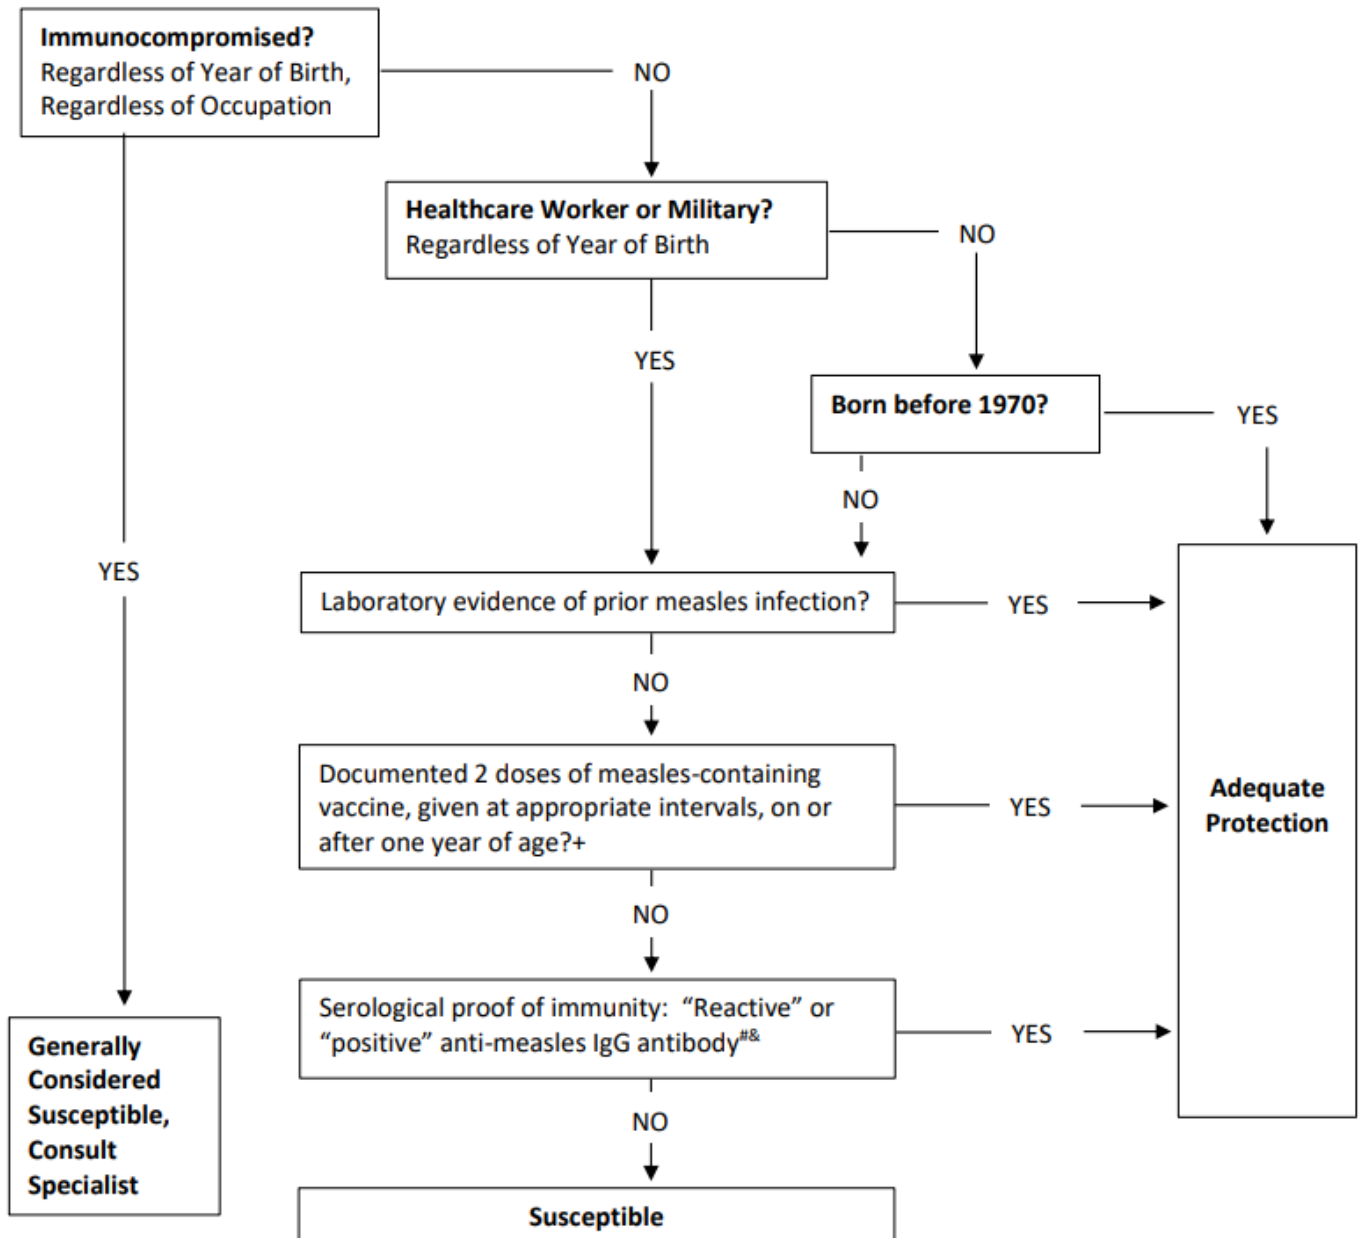 Immunocompromised?
Regardless of Year of Birth,
Regardless of Occupation
NO
Healthcare Worker or Military?
Regardless of Year of Birth
NO
YES
Born before 1970?
YES
NO
YES
Laboratory evidence of prior measles infection?
YES
NO
Documented 2 doses of measles-containing
vaccine, given at appropriate intervals, on or
after one year of age?+
YES
Adequate
Protection
NO
Serological proof of immunity: “Reactive” or
“positive” anti-measles IgG antibody#&
YES
Generally
Considered
Susceptible,
Consult
Specialist
NO
Susceptible